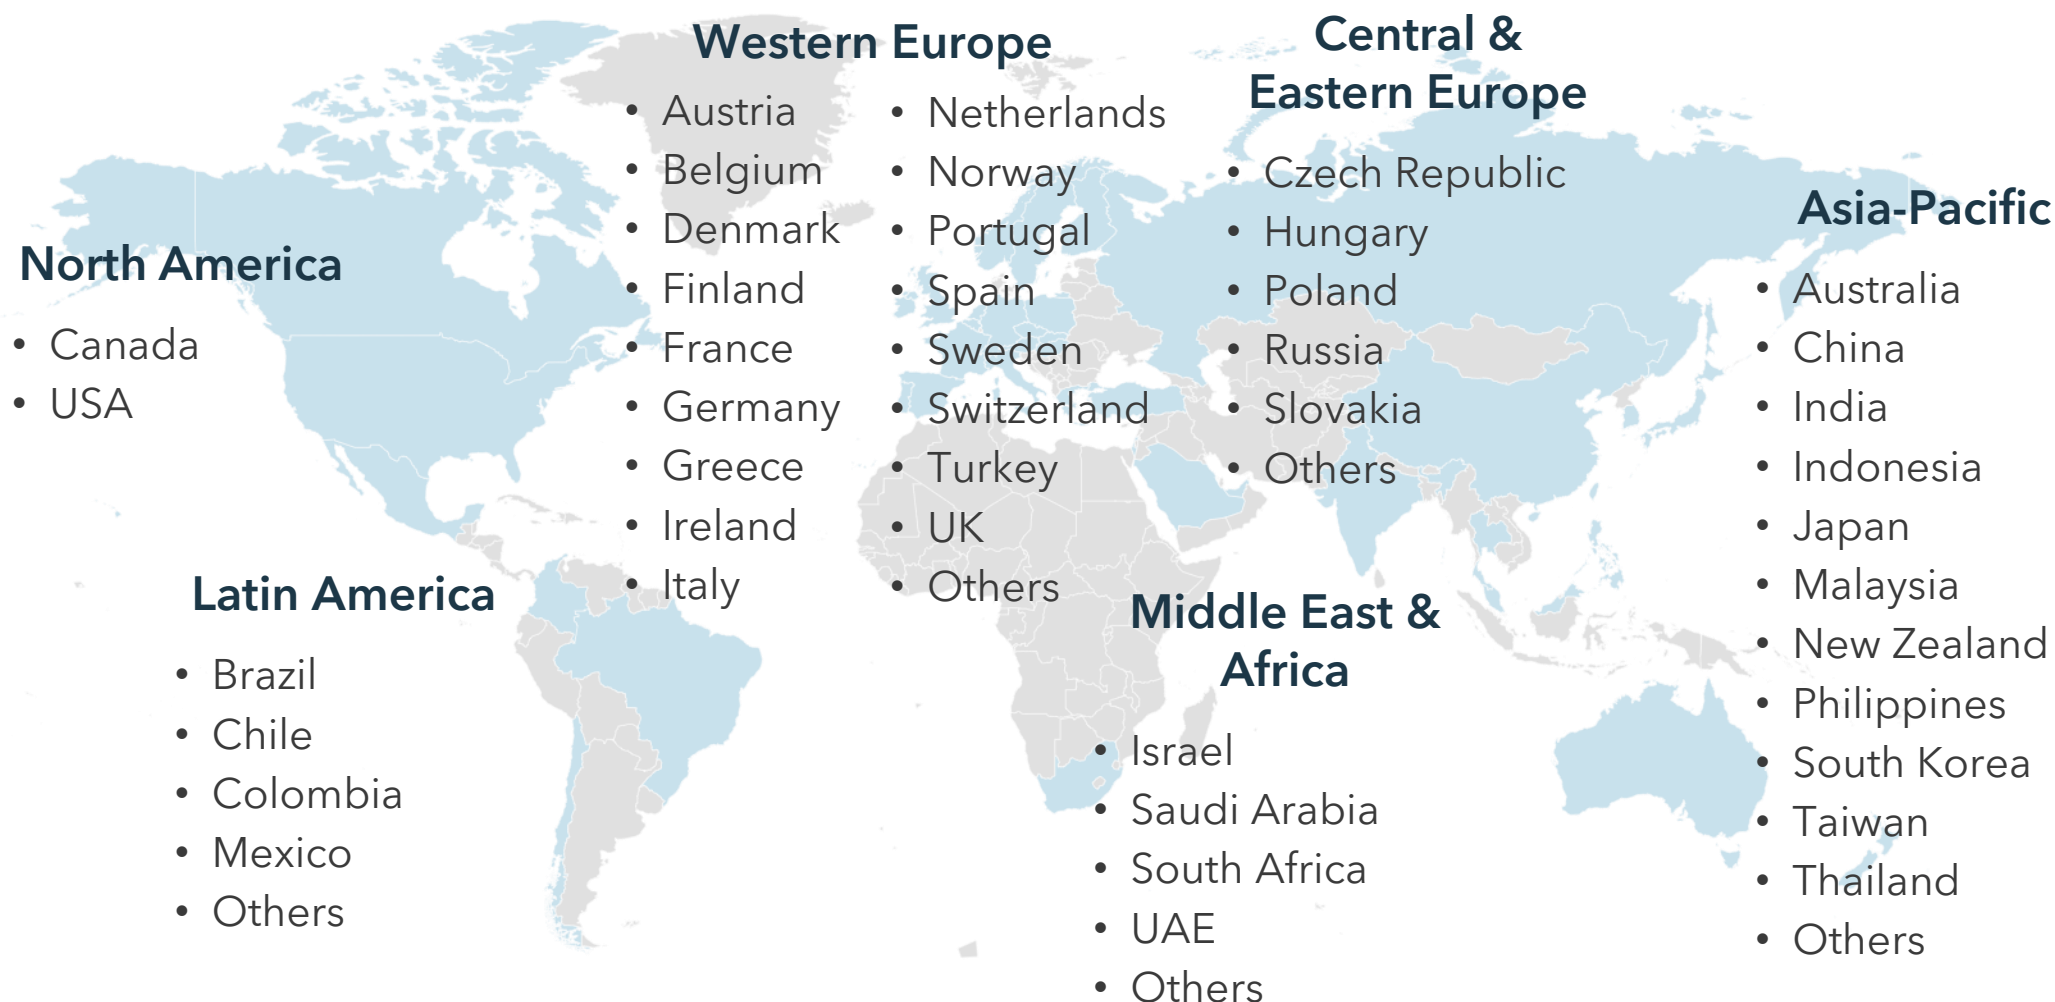 North America
• Canada
• USA
Latin America
• Brazil
• Chile
• Colombia
• Mexico
• Others
Western Europe
• Austria
• Belgium
• Denmark
• Finland
• France
• Germany
• Greece
• Ireland
• Italy
• Netherlands
• Norway
• Portugal
• Spain
• Sweden
• Switzerland
• Turkey
• UK
• Others
Central &
Eastern Europe
• Czech Republic
• Hungary
• Poland
• Russia
• Slovakia
• Others
Middle East &
Africa
• Israel
• Saudi Arabia
• South Africa
• UAE
• Others
Asia-Pacific
• Australia
• China
• India
• Indonesia
• Japan
• Malaysia
• New Zealand
• Philippines
• South Korea
• Taiwan
• Thailand
• Others